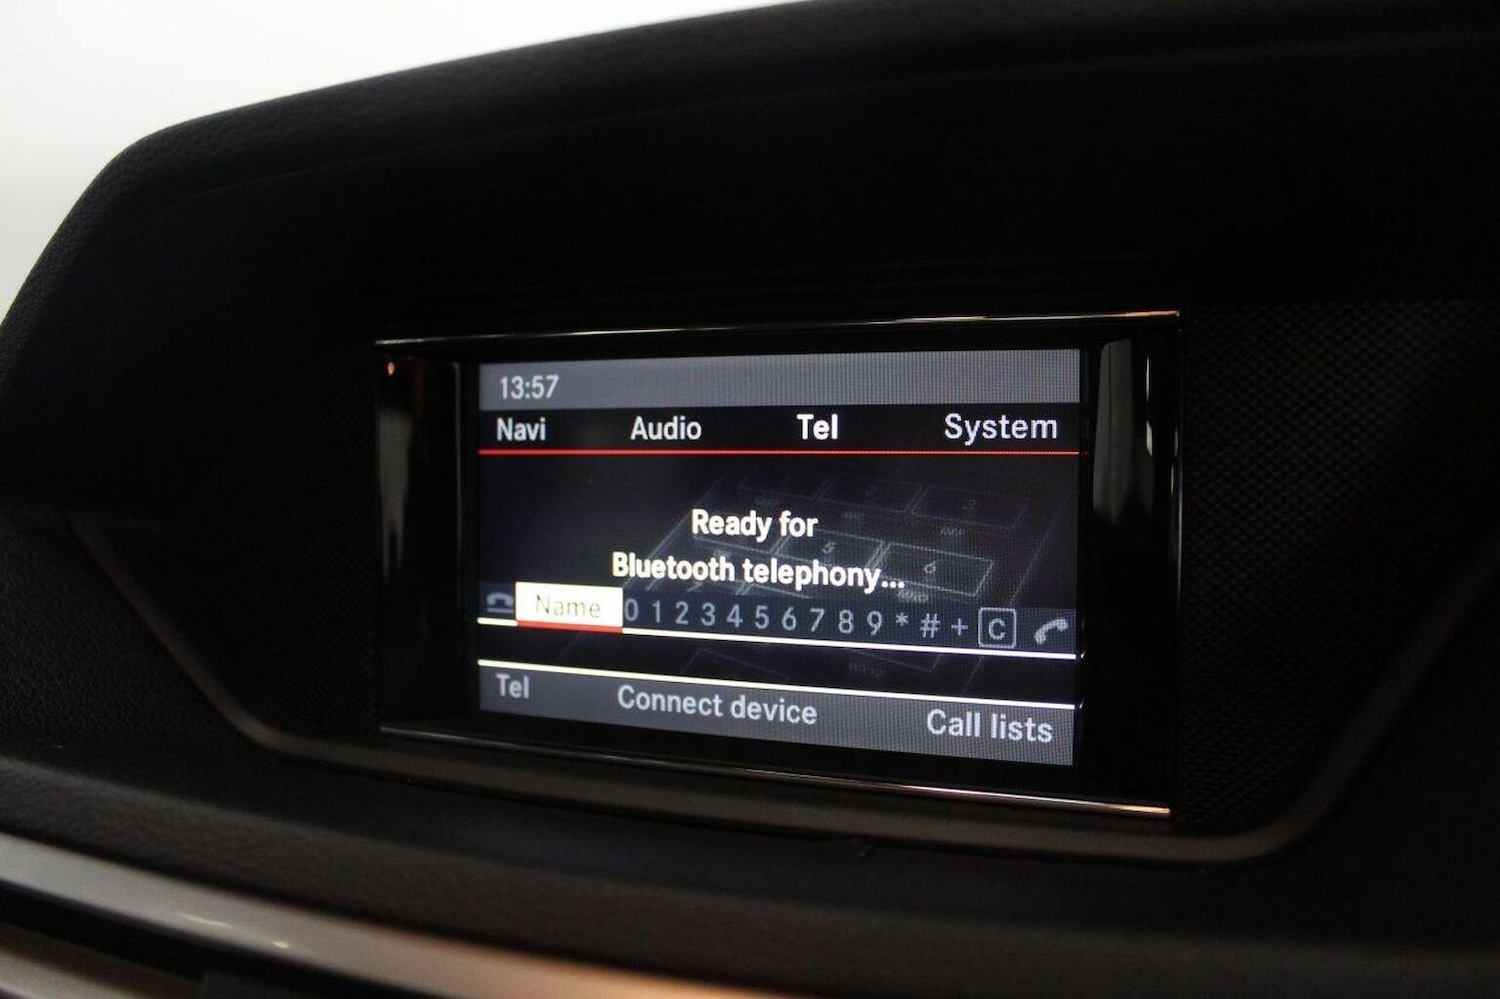 13:57
Navi Audio Tel System
Ready for
Bluetooth telephony...
Name 0 1 2 3 4 5 6 7 8 9 * # + C
Tel Connect device Call lists